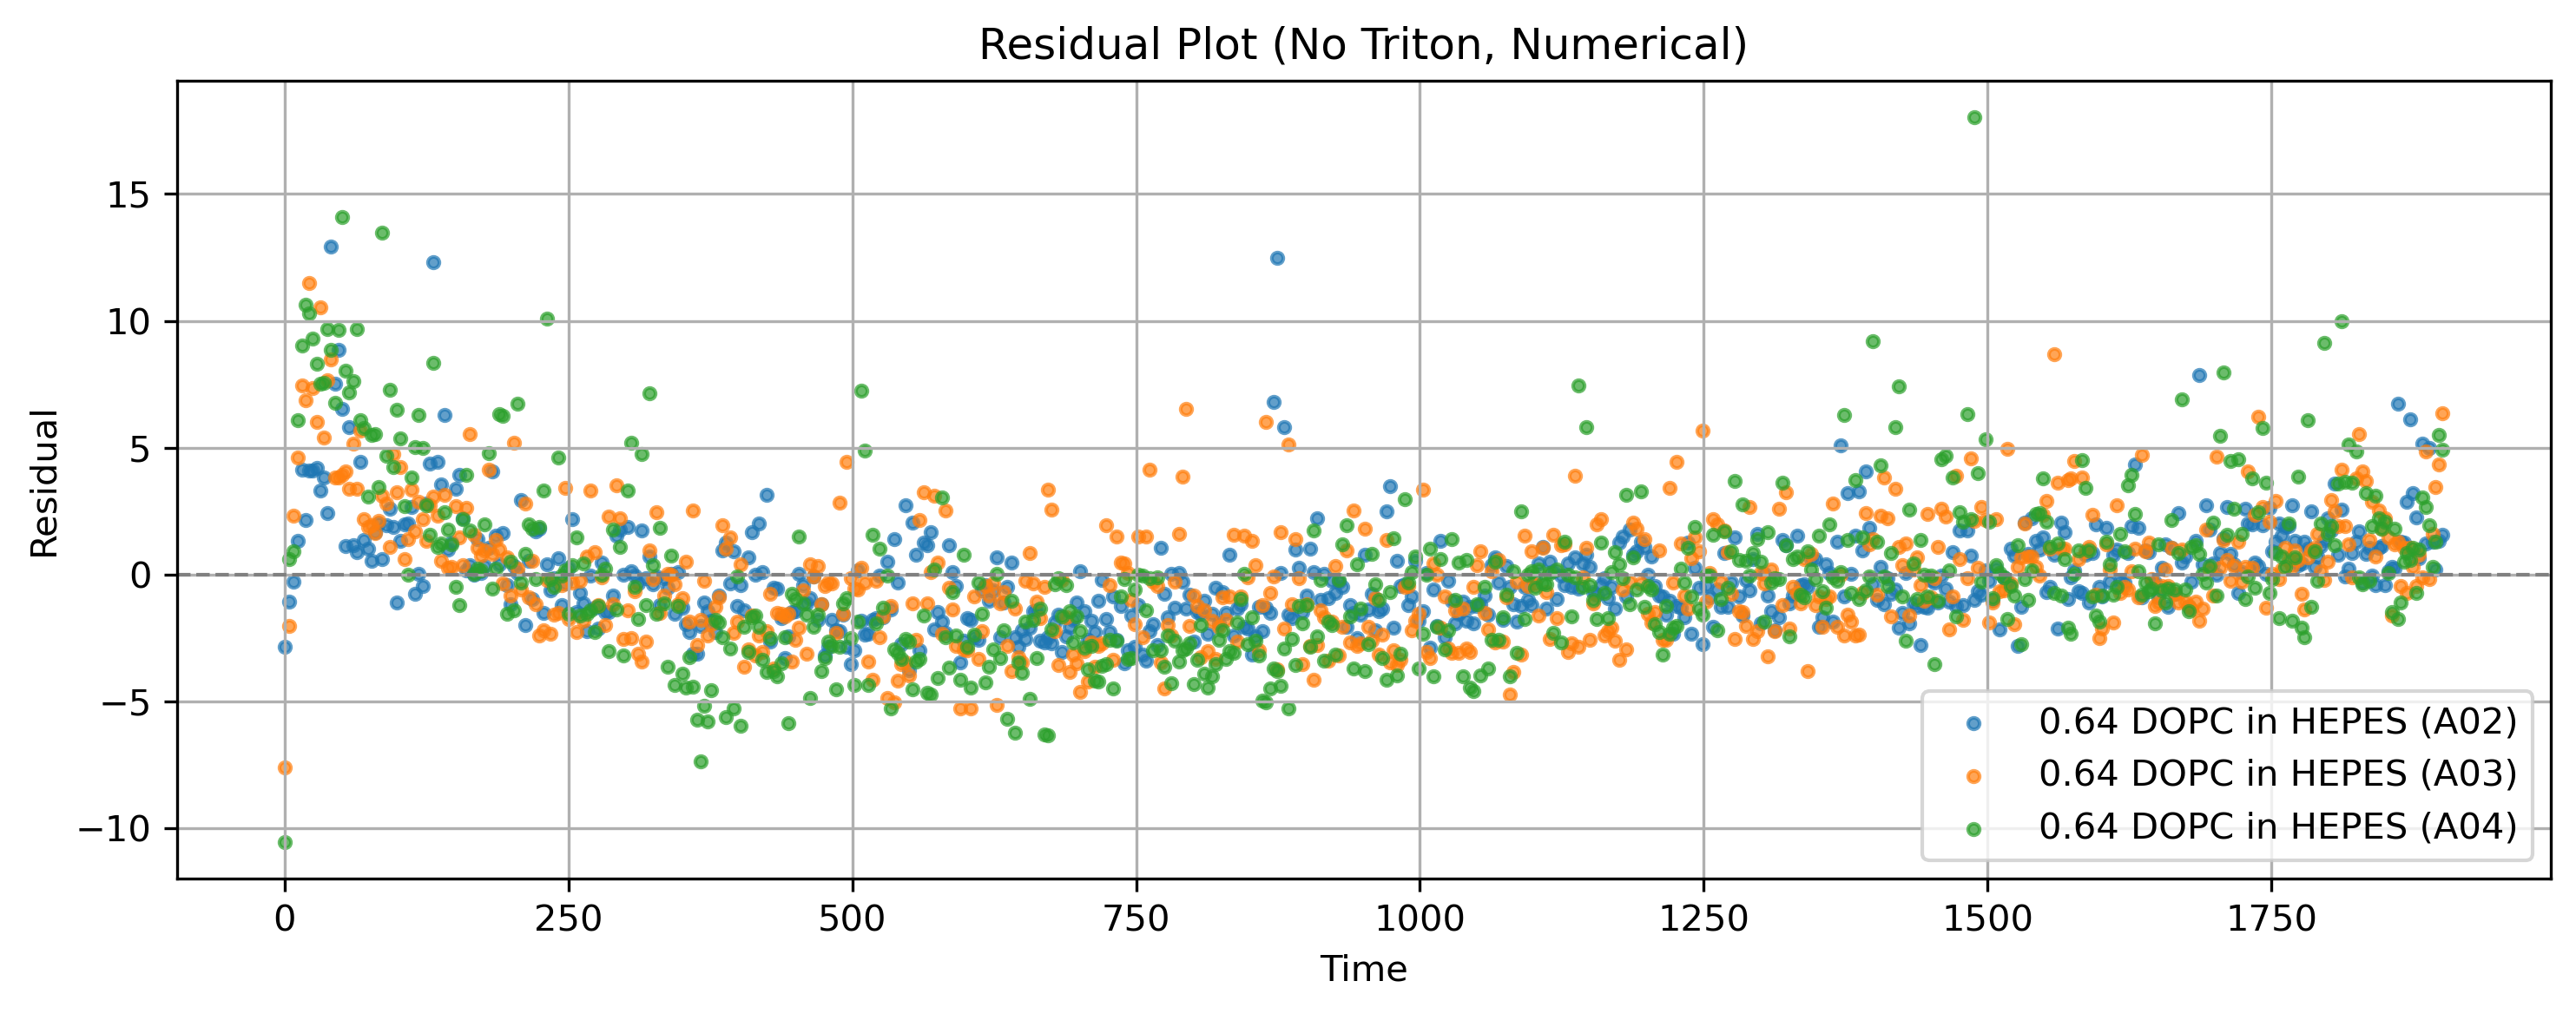 Residual Plot (No Triton, Numerical)
Residual
15
10
5
0
−5
−10
0 250 500 750 1000 1250 1500 1750
Time
0.64 DOPC in HEPES (A02)
0.64 DOPC in HEPES (A03)
0.64 DOPC in HEPES (A04)